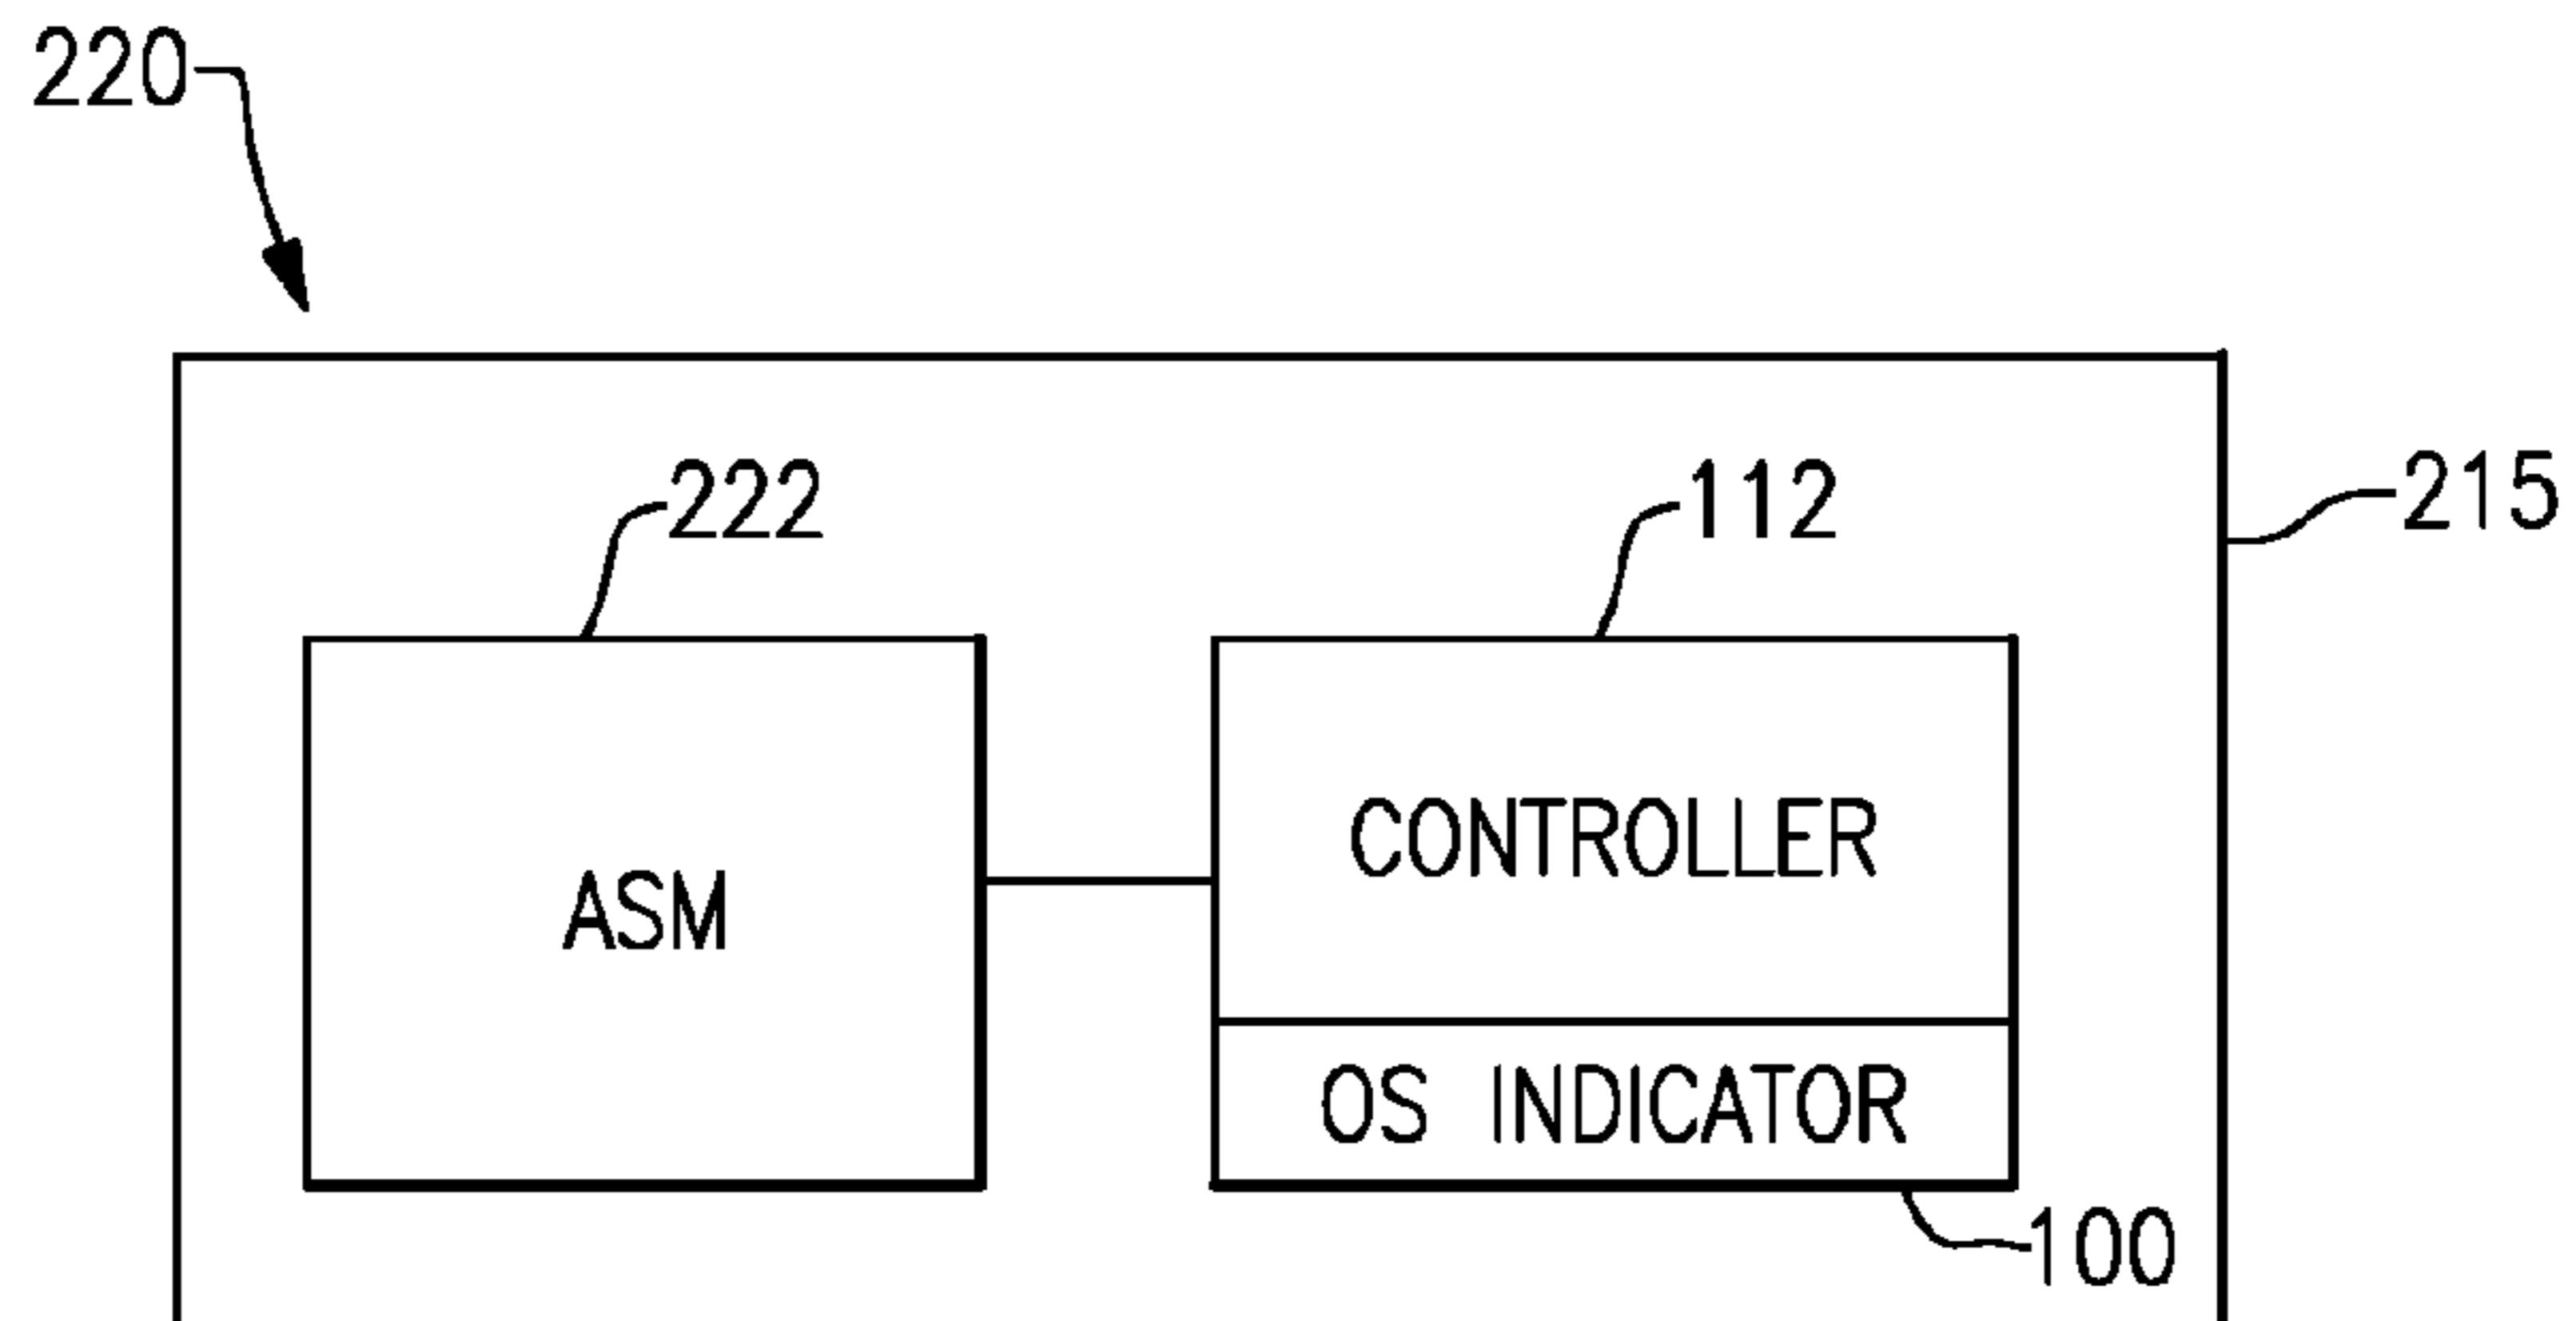 220
222
112
215
CONTROLLER
ASM
OS INDICATOR
100